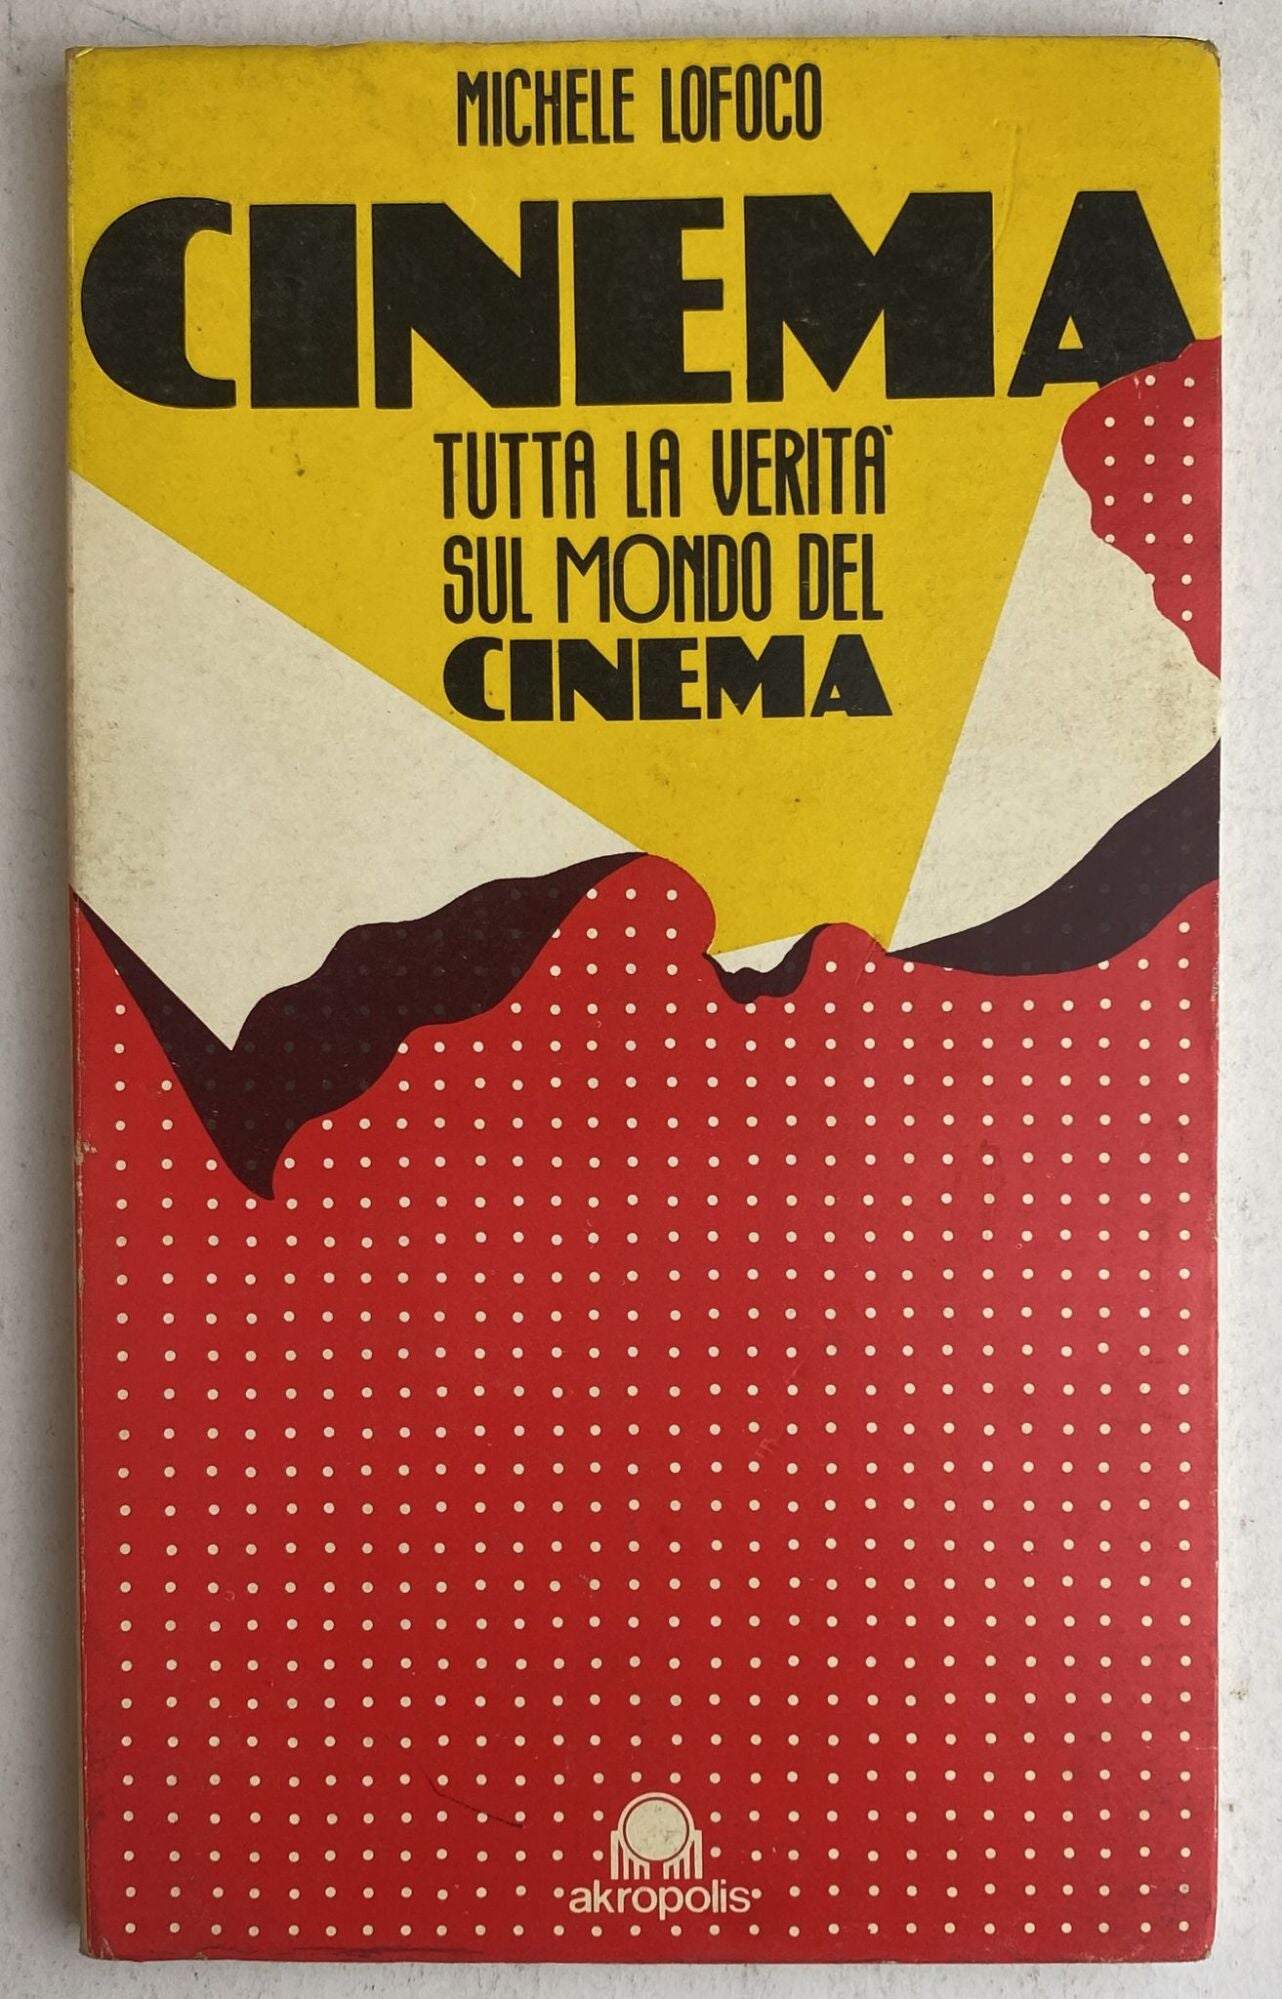 MICHELE LOFOCO
CINEMA
TUTTA LA VERITA'
SUL MONDO DEL
CINEMA
akropolis